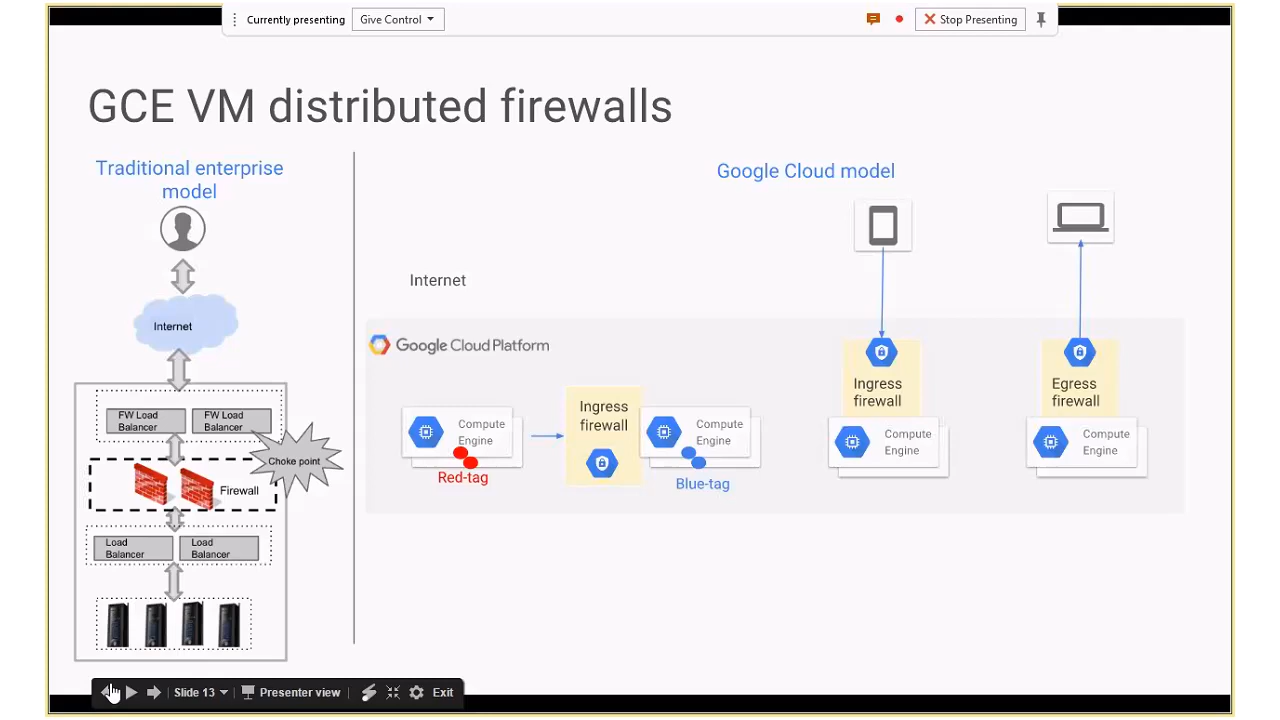 Currently presenting
Give Control
Stop Presenting
GCE VM distributed firewalls
Traditional enterprise
model
Internet
FW Load
Balancer
FW Load
Balancer
Choke point
Firewall
Load
Balancer
Load
Balancer
Google Cloud model
Internet
Google Cloud Platform
Compute
Engine
Red-tag
Ingress
firewall
Compute
Engine
Blue-tag
Ingress
firewall
Compute
Engine
Egress
firewall
Compute
Engine
Slide 13
Presenter view
Exit